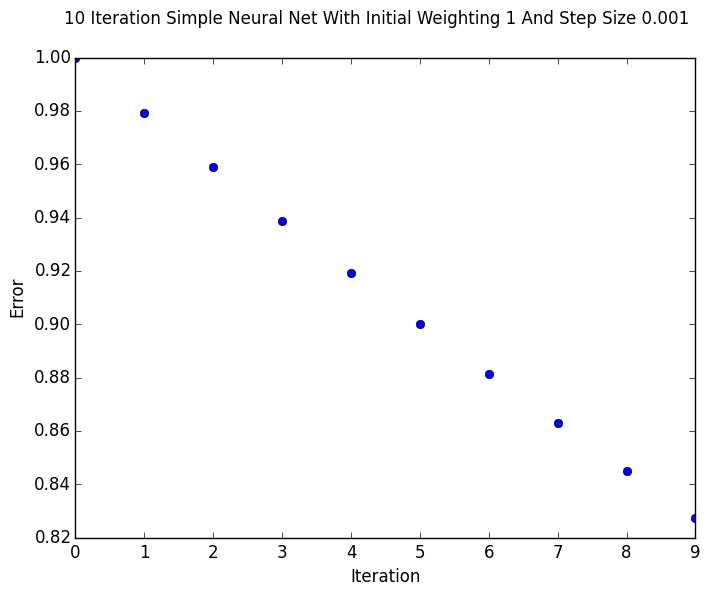 10 Iteration Simple Neural Net With Initial Weighting 1 And Step Size 0.001
1.00
0.98
0.96
0.94
0.92
0.90
0.88
0.86
0.84
0.82
Error
0 1 2 3 4 5 6 7 8 9
Iteration